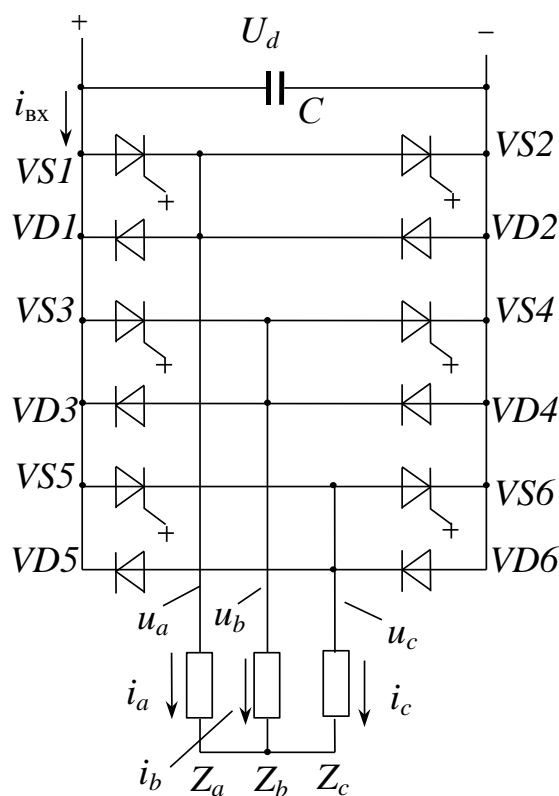 + U_d −
i_вх C
VS1 VS2
+ +
VD1 VD2
VS3 VS4
+ +
VD3 VD4
VS5 VS6
+ +
VD5 VD6
u_a u_b u_c
i_a i_c
i_b Z_a Z_b Z_c